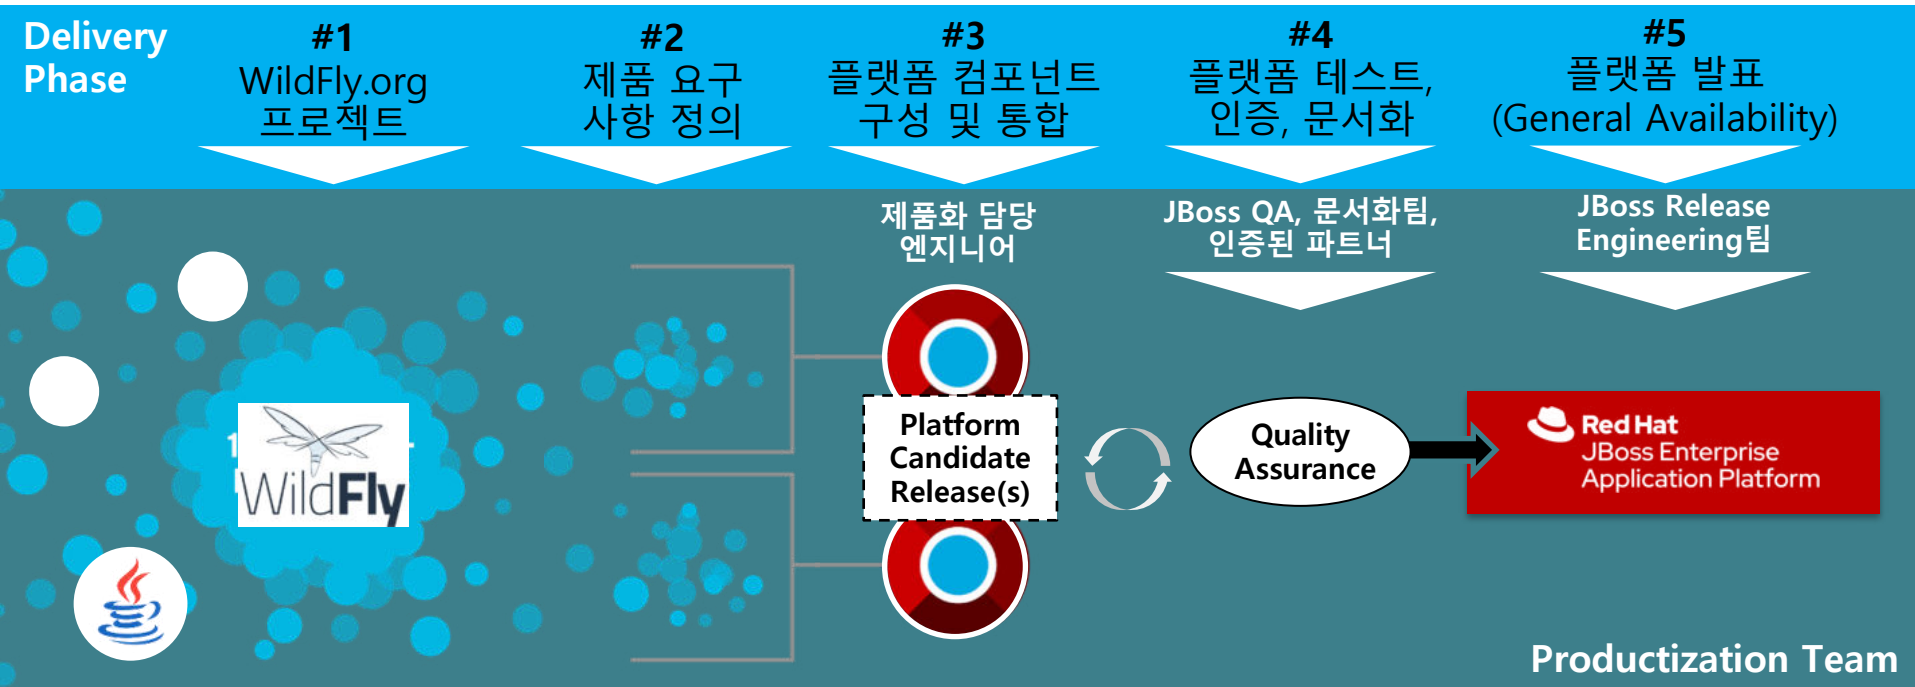 Delivery
Phase
#1
WildFly.org
프로젝트
#2
제품 요구
사항 정의
#3
플랫폼 컴포넌트
구성 및 통합
#4
플랫폼 테스트,
인증, 문서화
#5
플랫폼 발표
(General Availability)
제품화 담당
엔지니어
JBoss QA, 문서화팀,
인증된 파트너
JBoss Release
Engineering팀
WildFly
Platform
Candidate
Release(s)
Quality
Assurance
Red Hat
JBoss Enterprise
Application Platform
Productization Team